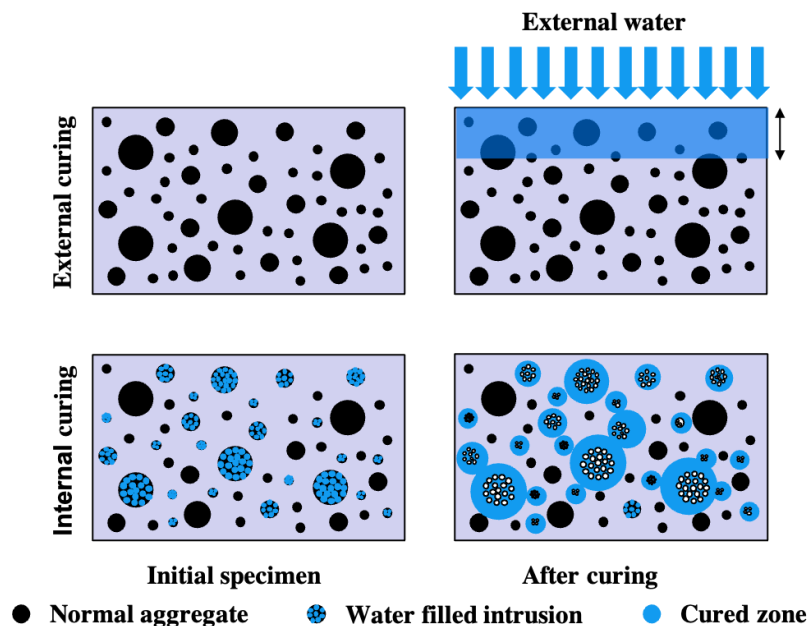 External water
External curing
Internal curing
Initial specimen
After curing
Normal aggregate
Water filled intrusion
Cured zone